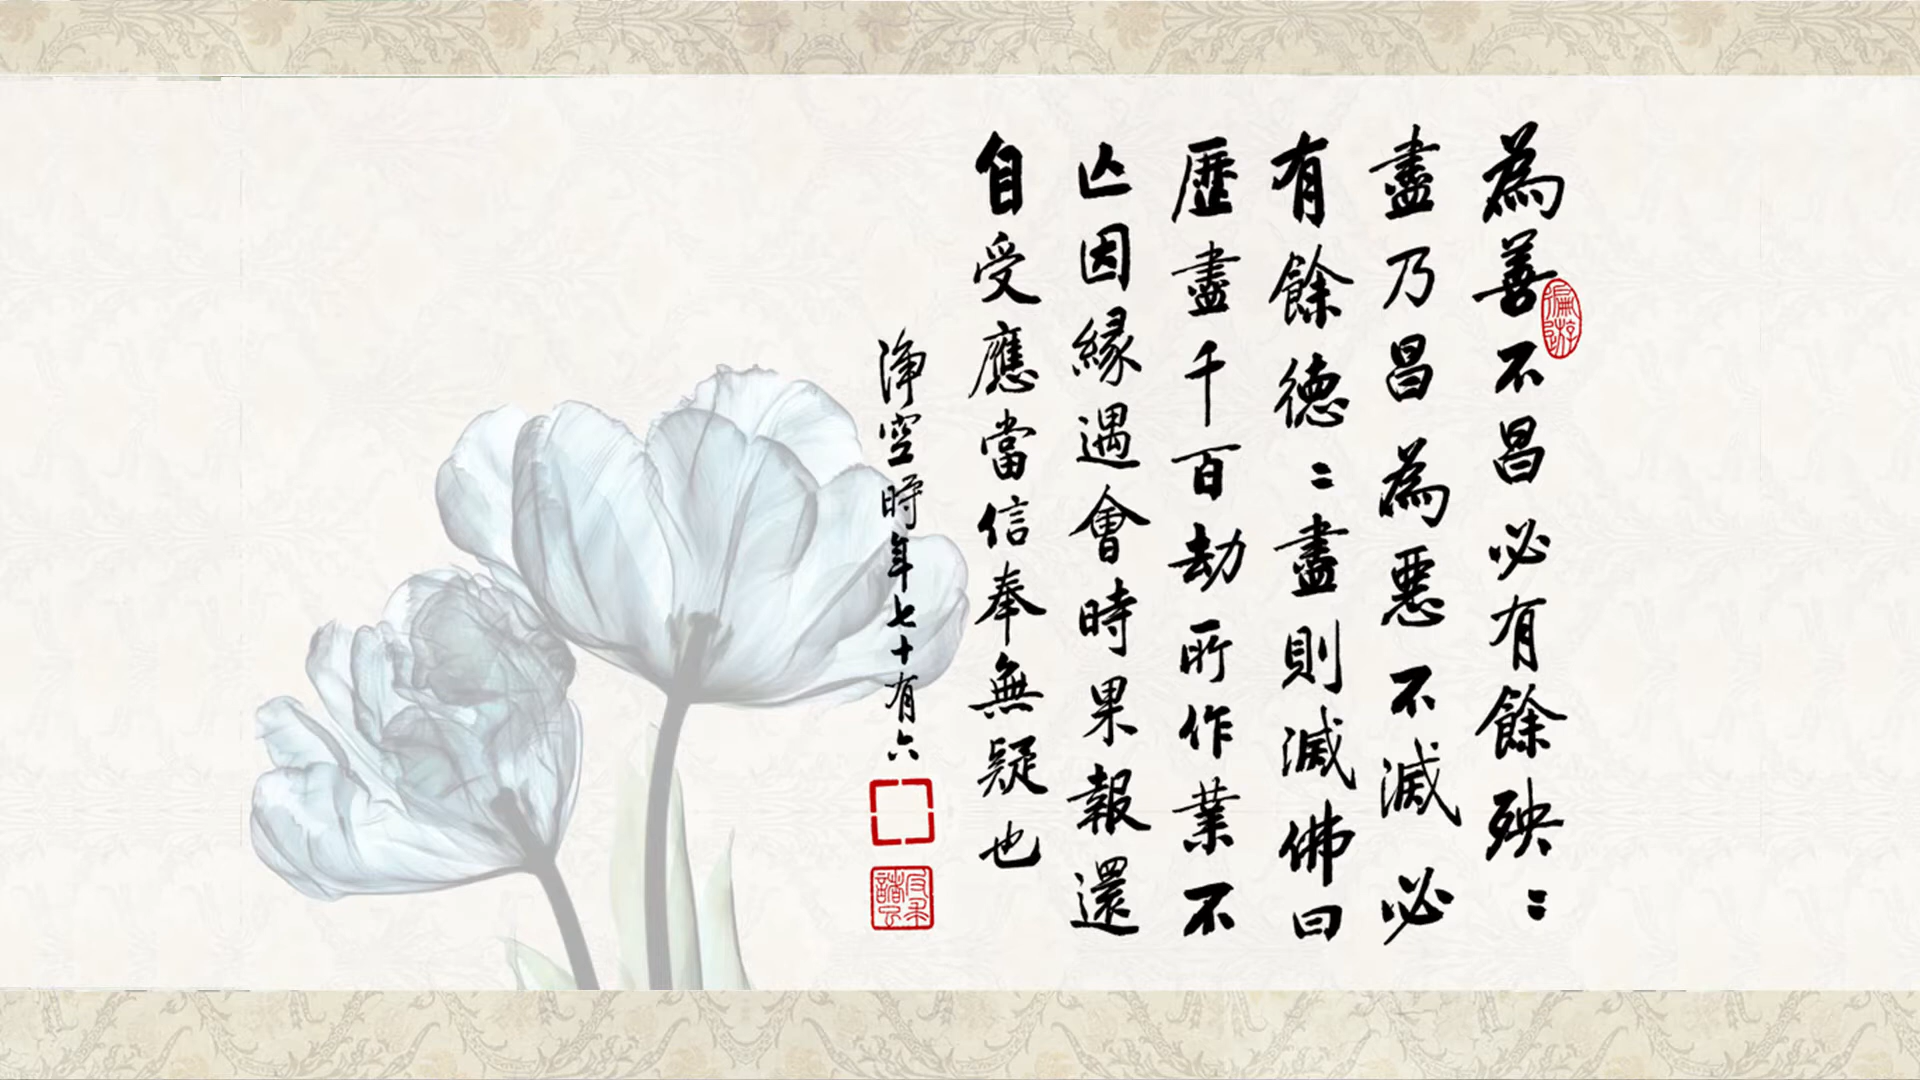 為善不昌必有餘殃：
盡乃昌為惡不滅必
有餘德：盡則滅佛曰
歷盡千百劫所作業不
亾因緣遇會時果報還
自受應當信奉無疑也
淨空時年七十有六